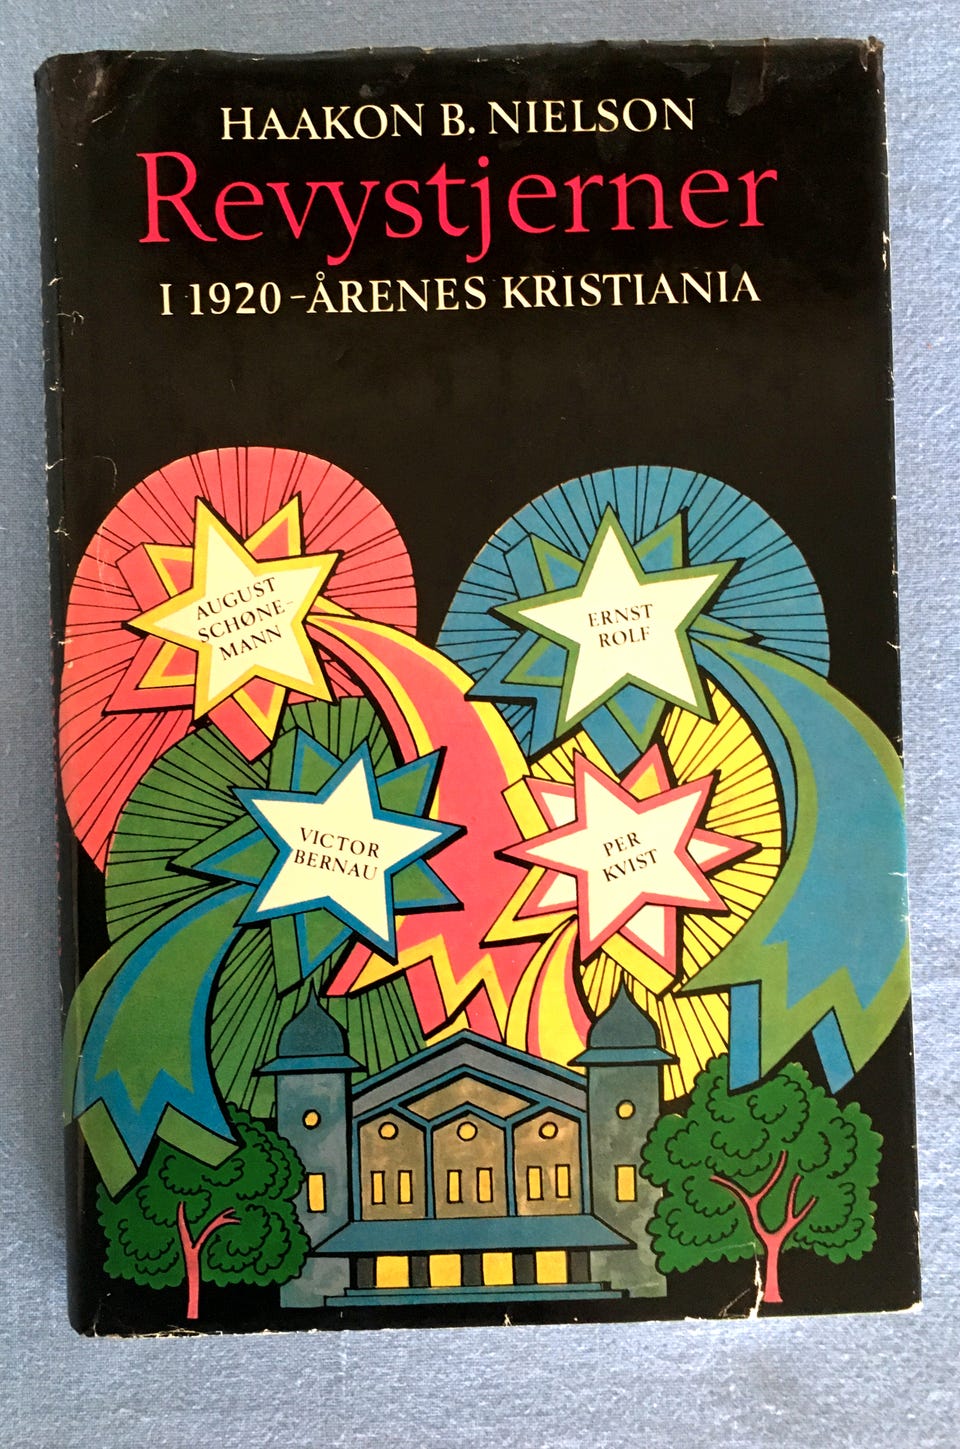 HAAKON B. NIELSON
Revystjerner
I 1920-ÅRENES KRISTIANIA
AUGUST
SCHØNE-
MANN
ERNST
ROLF
VICTOR
BERNAU
PER
KVIST